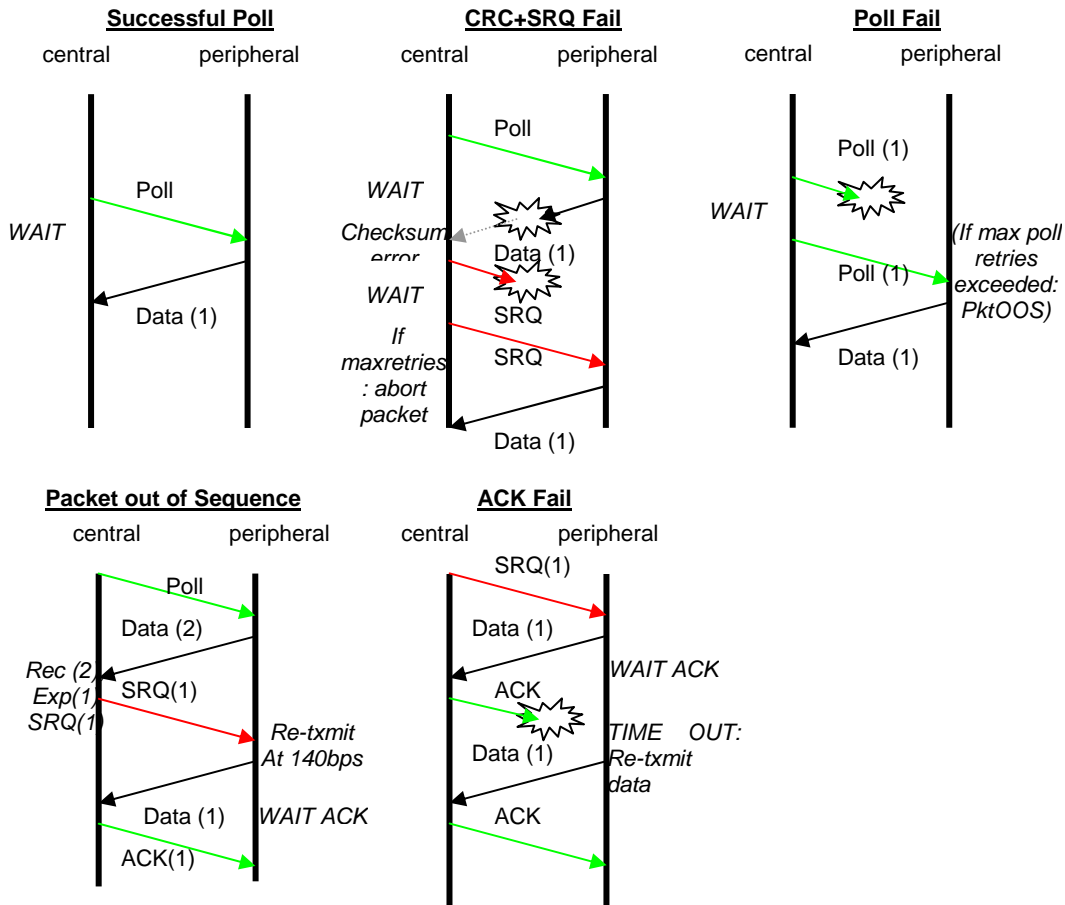 Successful Poll
central peripheral
Poll
WAIT
Data (1)
CRC+SRQ Fail
central peripheral
Poll
WAIT
Checksum
error
Data (1)
WAIT
SRQ
If
maxretries
: abort
packet
SRQ
Data (1)
Poll Fail
central peripheral
Poll (1)
WAIT
Poll (1)
(If max poll
retries
exceeded:
PktOOS)
Data (1)
Packet out of Sequence
central peripheral
Poll
Data (2)
Rec (2)
Exp(1)
SRQ(1)
SRQ(1)
Re-txmit
At 140bps
Data (1)
WAIT ACK
ACK(1)
ACK Fail
central peripheral
SRQ(1)
Data (1)
WAIT ACK
ACK
Data (1)
TIME OUT:
Re-txmit
data
ACK